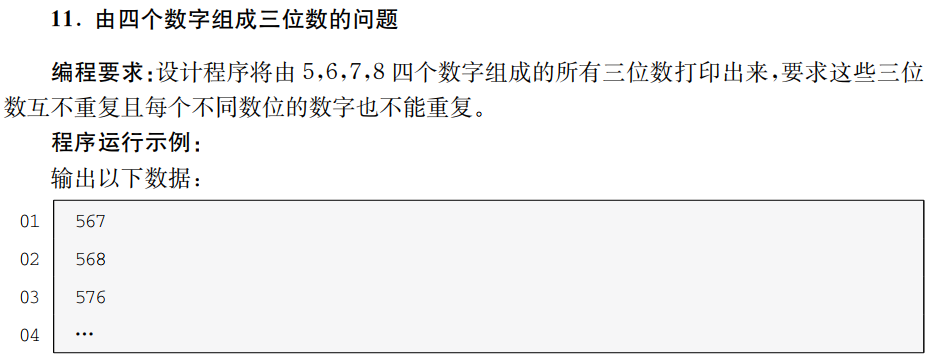 11. 由四个数字组成三位数的问题
编程要求:设计程序将由 5,6,7,8 四个数字组成的所有三位数打印出来,要求这些三位
数互不重复且每个不同数位的数字也不能重复。
程序运行示例:
输出以下数据:
01 567
02 568
03 576
04 …